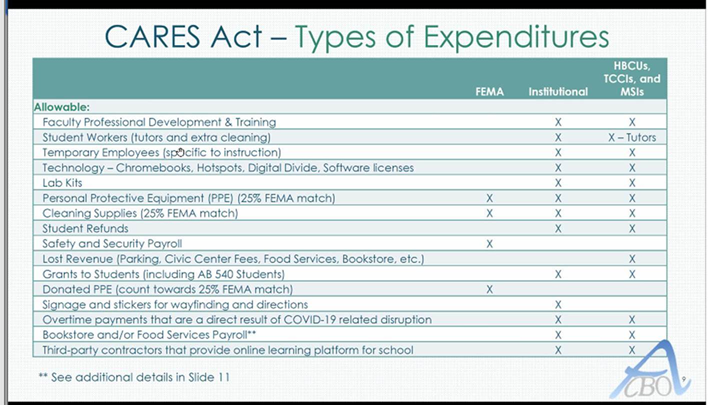 CARES Act – Types of Expenditures
HBCUs,
TCCIs, and
FEMA Institutional MSIs
Allowable:
Faculty Professional Development & Training X X
Student Workers (tutors and extra cleaning) X X – Tutors
Temporary Employees (specific to instruction) X X
Technology – Chromebooks, Hotspots, Digital Divide, Software licenses X X
Lab Kits X X
Personal Protective Equipment (PPE) (25% FEMA match) X X X
Cleaning Supplies (25% FEMA match) X X X
Student Refunds X X
Safety and Security Payroll X
Lost Revenue (Parking, Civic Center Fees, Food Services, Bookstore, etc.) X
Grants to Students (including AB 540 Students) X X
Donated PPE (count towards 25% FEMA match) X
Signage and stickers for wayfinding and directions X
Overtime payments that are a direct result of COVID-19 related disruption X X
Bookstore and/or Food Services Payroll** X X
Third-party contractors that provide online learning platform for school X X
** See additional details in Slide 11
ACBO
9